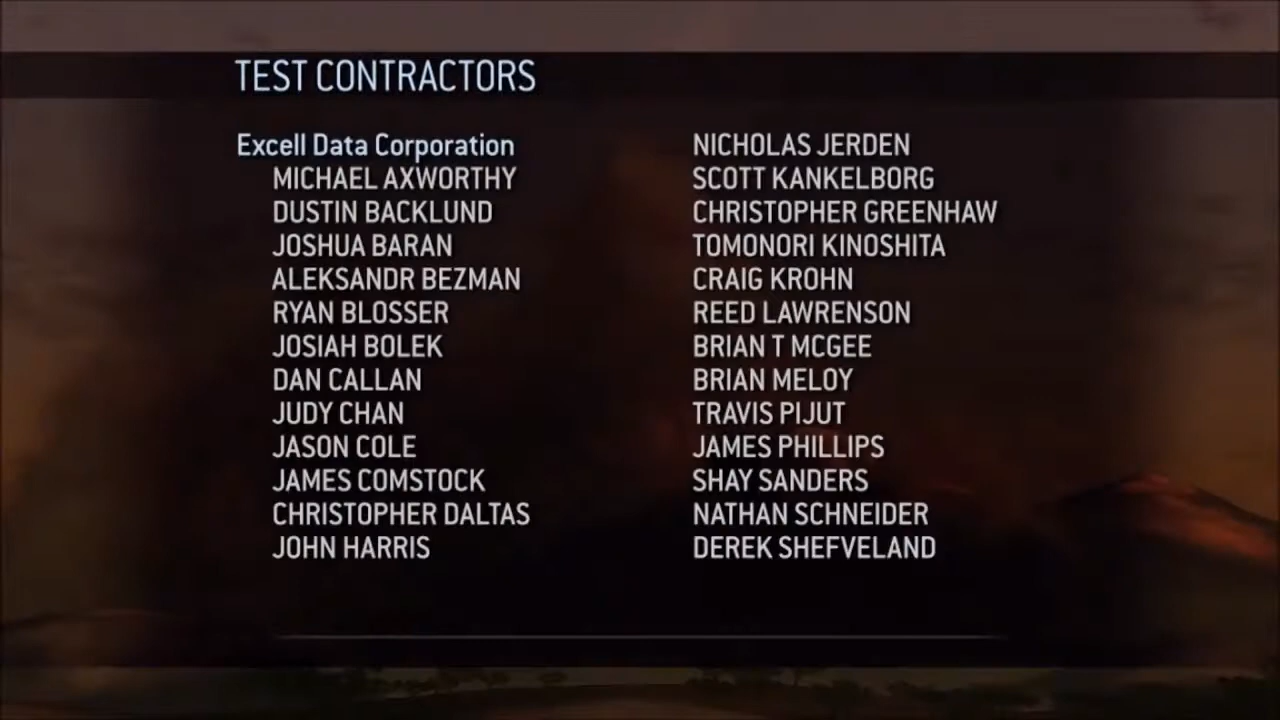 TEST CONTRACTORS
Excell Data Corporation
MICHAEL AXWORTHY
DUSTIN BACKLUND
JOSHUA BARAN
ALEKSANDR BEZMAN
RYAN BLOSSER
JOSIAH BOLEK
DAN CALLAN
JUDY CHAN
JASON COLE
JAMES COMSTOCK
CHRISTOPHER DALTAS
JOHN HARRIS
NICHOLAS JERDEN
SCOTT KANKELBORG
CHRISTOPHER GREENHAW
TOMONORI KINOSHITA
CRAIG KROHN
REED LAWRENSON
BRIAN T MCGEE
BRIAN MELOY
TRAVIS PIJUT
JAMES PHILLIPS
SHAY SANDERS
NATHAN SCHNEIDER
DEREK SHEFVELAND